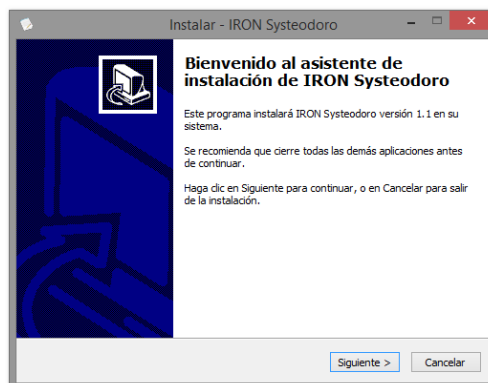 Instalar - IRON Systeodoro
Bienvenido al asistente de
instalación de IRON Systeodoro
Este programa instalará IRON Systeodoro versión 1.1 en su
sistema.
Se recomienda que cierre todas las demás aplicaciones antes
de continuar.
Haga clic en Siguiente para continuar, o en Cancelar para salir
de la instalación.
Siguiente >
Cancelar